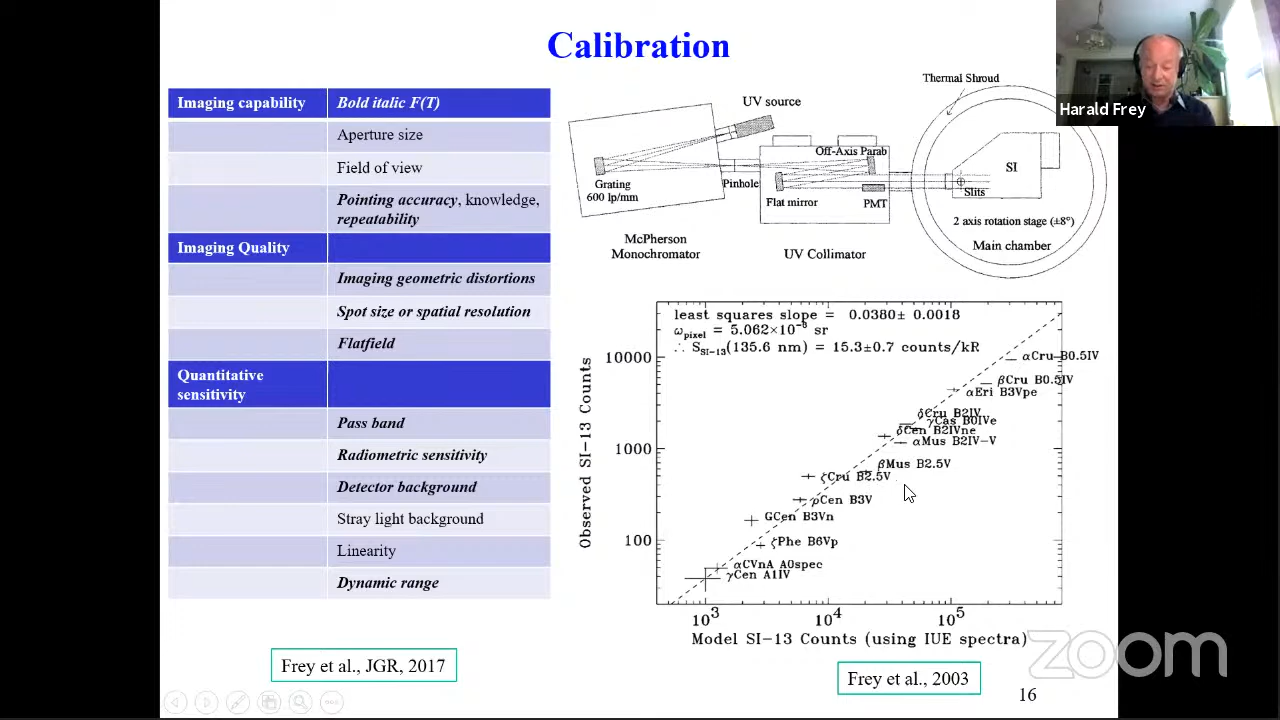 Calibration
Imaging capability
Bold italic F(T)
Aperture size
Field of view
Pointing accuracy, knowledge,
repeatability
Imaging Quality
Imaging geometric distortions
Spot size or spatial resolution
Flatfield
Quantitative
sensitivity
Pass band
Radiometric sensitivity
Detector background
Stray light background
Linearity
Dynamic range
Frey et al., JGR, 2017
Thermal Shroud
UV source
Off-Axis Parab
Grating
600 lp/mm
Pinhole
Flat mirror
PMT
SI
Slits
2 axis rotation stage (±8°)
Main chamber
McPherson
Monochromator
UV Collimator
Harald Frey
least squares slope = 0.0380± 0.0018
ωpixel = 5.062×10⁻⁶ sr
∴ SSI-13(135.6 nm) = 15.3±0.7 counts/kR
10000
1000
100
Observed SI-13 Counts
αCru B0.5IV
βCru B0.5IV
αEri B3Vpe
δCru B2IV
γCas B0IVe
δCen B2IVne
αMus B2IV-V
βMus B2.5V
ζCru B2.5V
ρCen B3V
GCen B3Vn
ζPhe B6Vp
αCVnA A0spec
γCen A1IV
10³
10⁴
10⁵
Model SI-13 Counts (using IUE spectra)
Frey et al., 2003
zoom
16